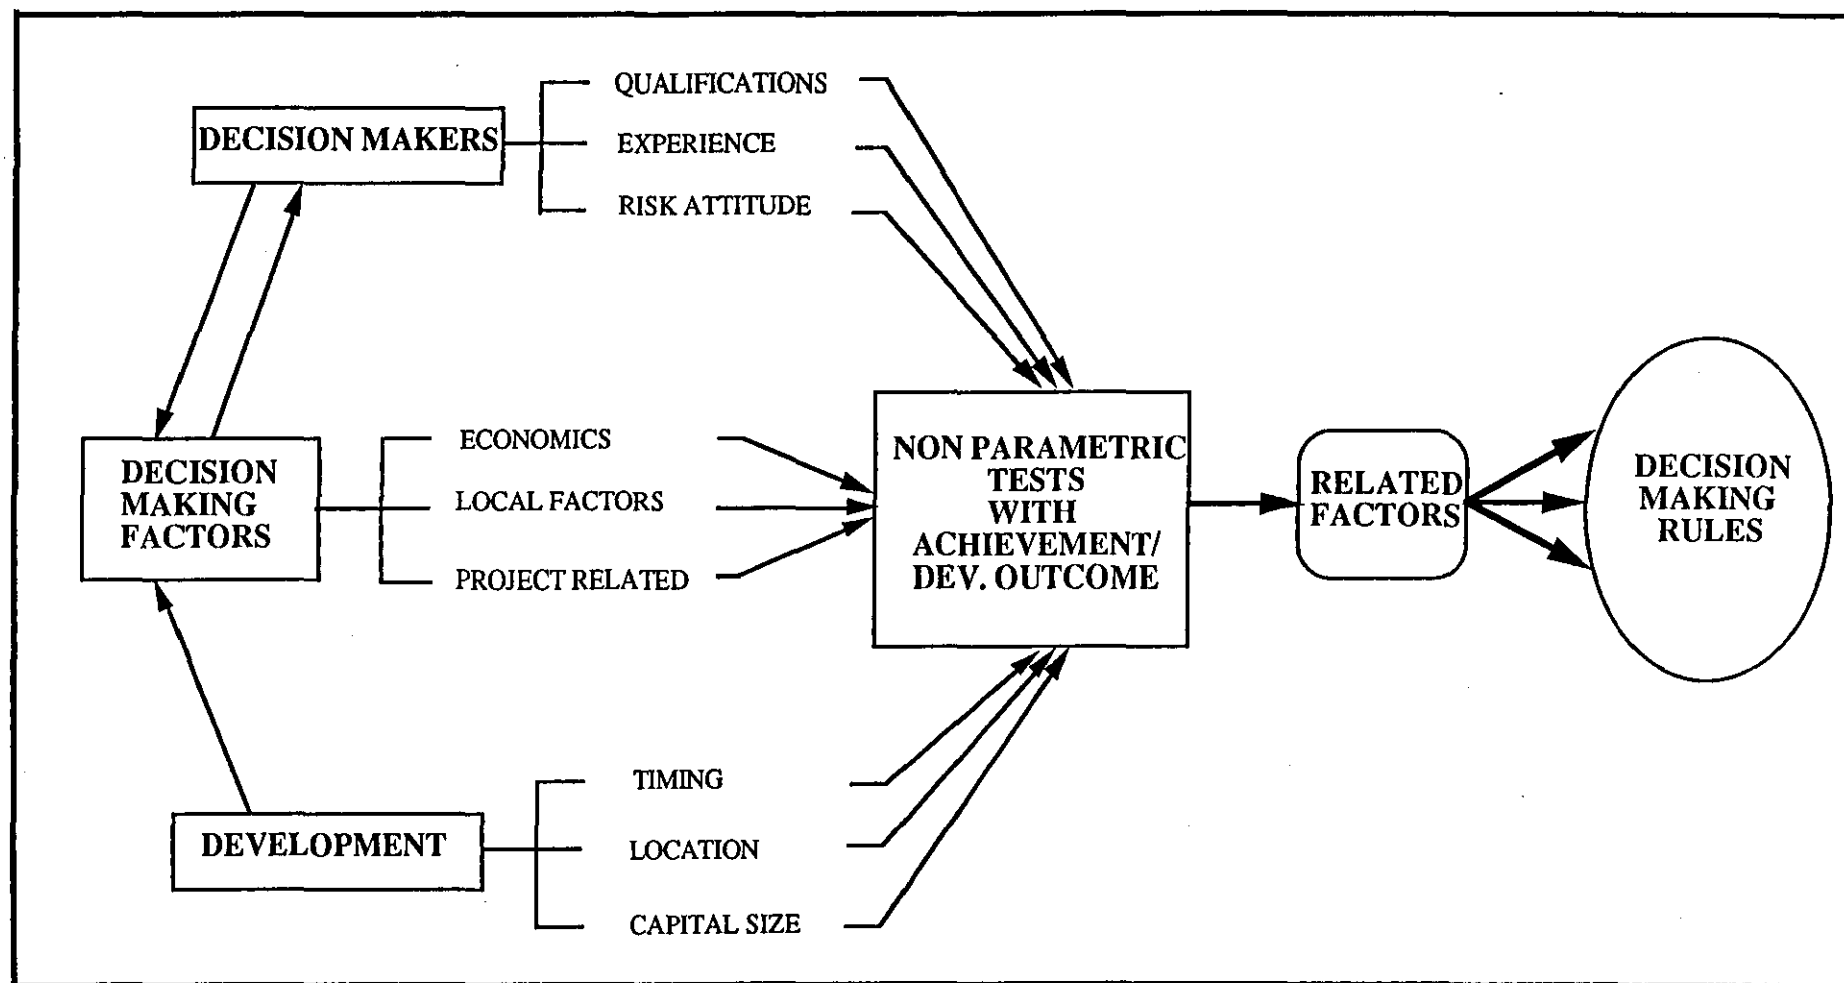 DECISION MAKERS
QUALIFICATIONS
EXPERIENCE
RISK ATTITUDE
DECISION
MAKING
FACTORS
ECONOMICS
LOCAL FACTORS
PROJECT RELATED
DEVELOPMENT
TIMING
LOCATION
CAPITAL SIZE
NON PARAMETRIC
TESTS
WITH
ACHIEVEMENT/
DEV. OUTCOME
RELATED
FACTORS
DECISION
MAKING
RULES